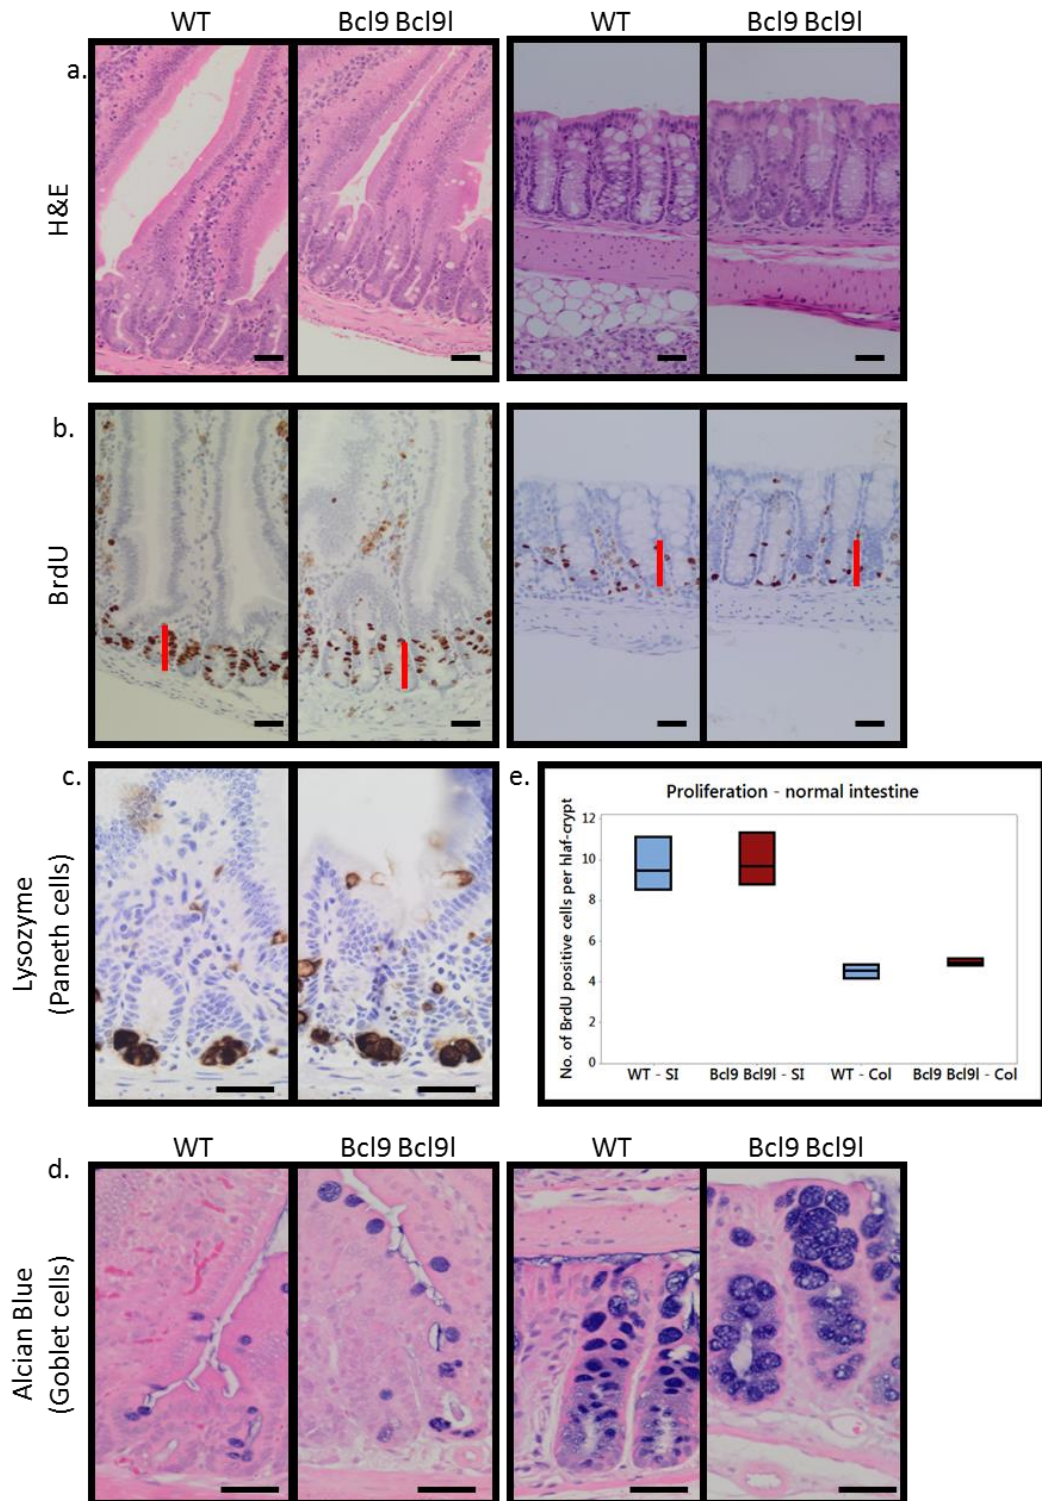 WT Bcl9 Bcl9l WT Bcl9 Bcl9l
a.
H&E
b.
BrdU
c.
Lysozyme
(Paneth cells)
e.
Proliferation - normal intestine
No. of BrdU positive cells per hlaf-crypt
12
10
8
6
4
2
0
WT - SI Bcl9 Bcl9l - SI WT - Col Bcl9 Bcl9l - Col
WT Bcl9 Bcl9l WT Bcl9 Bcl9l
d.
Alcian Blue
(Goblet cells)